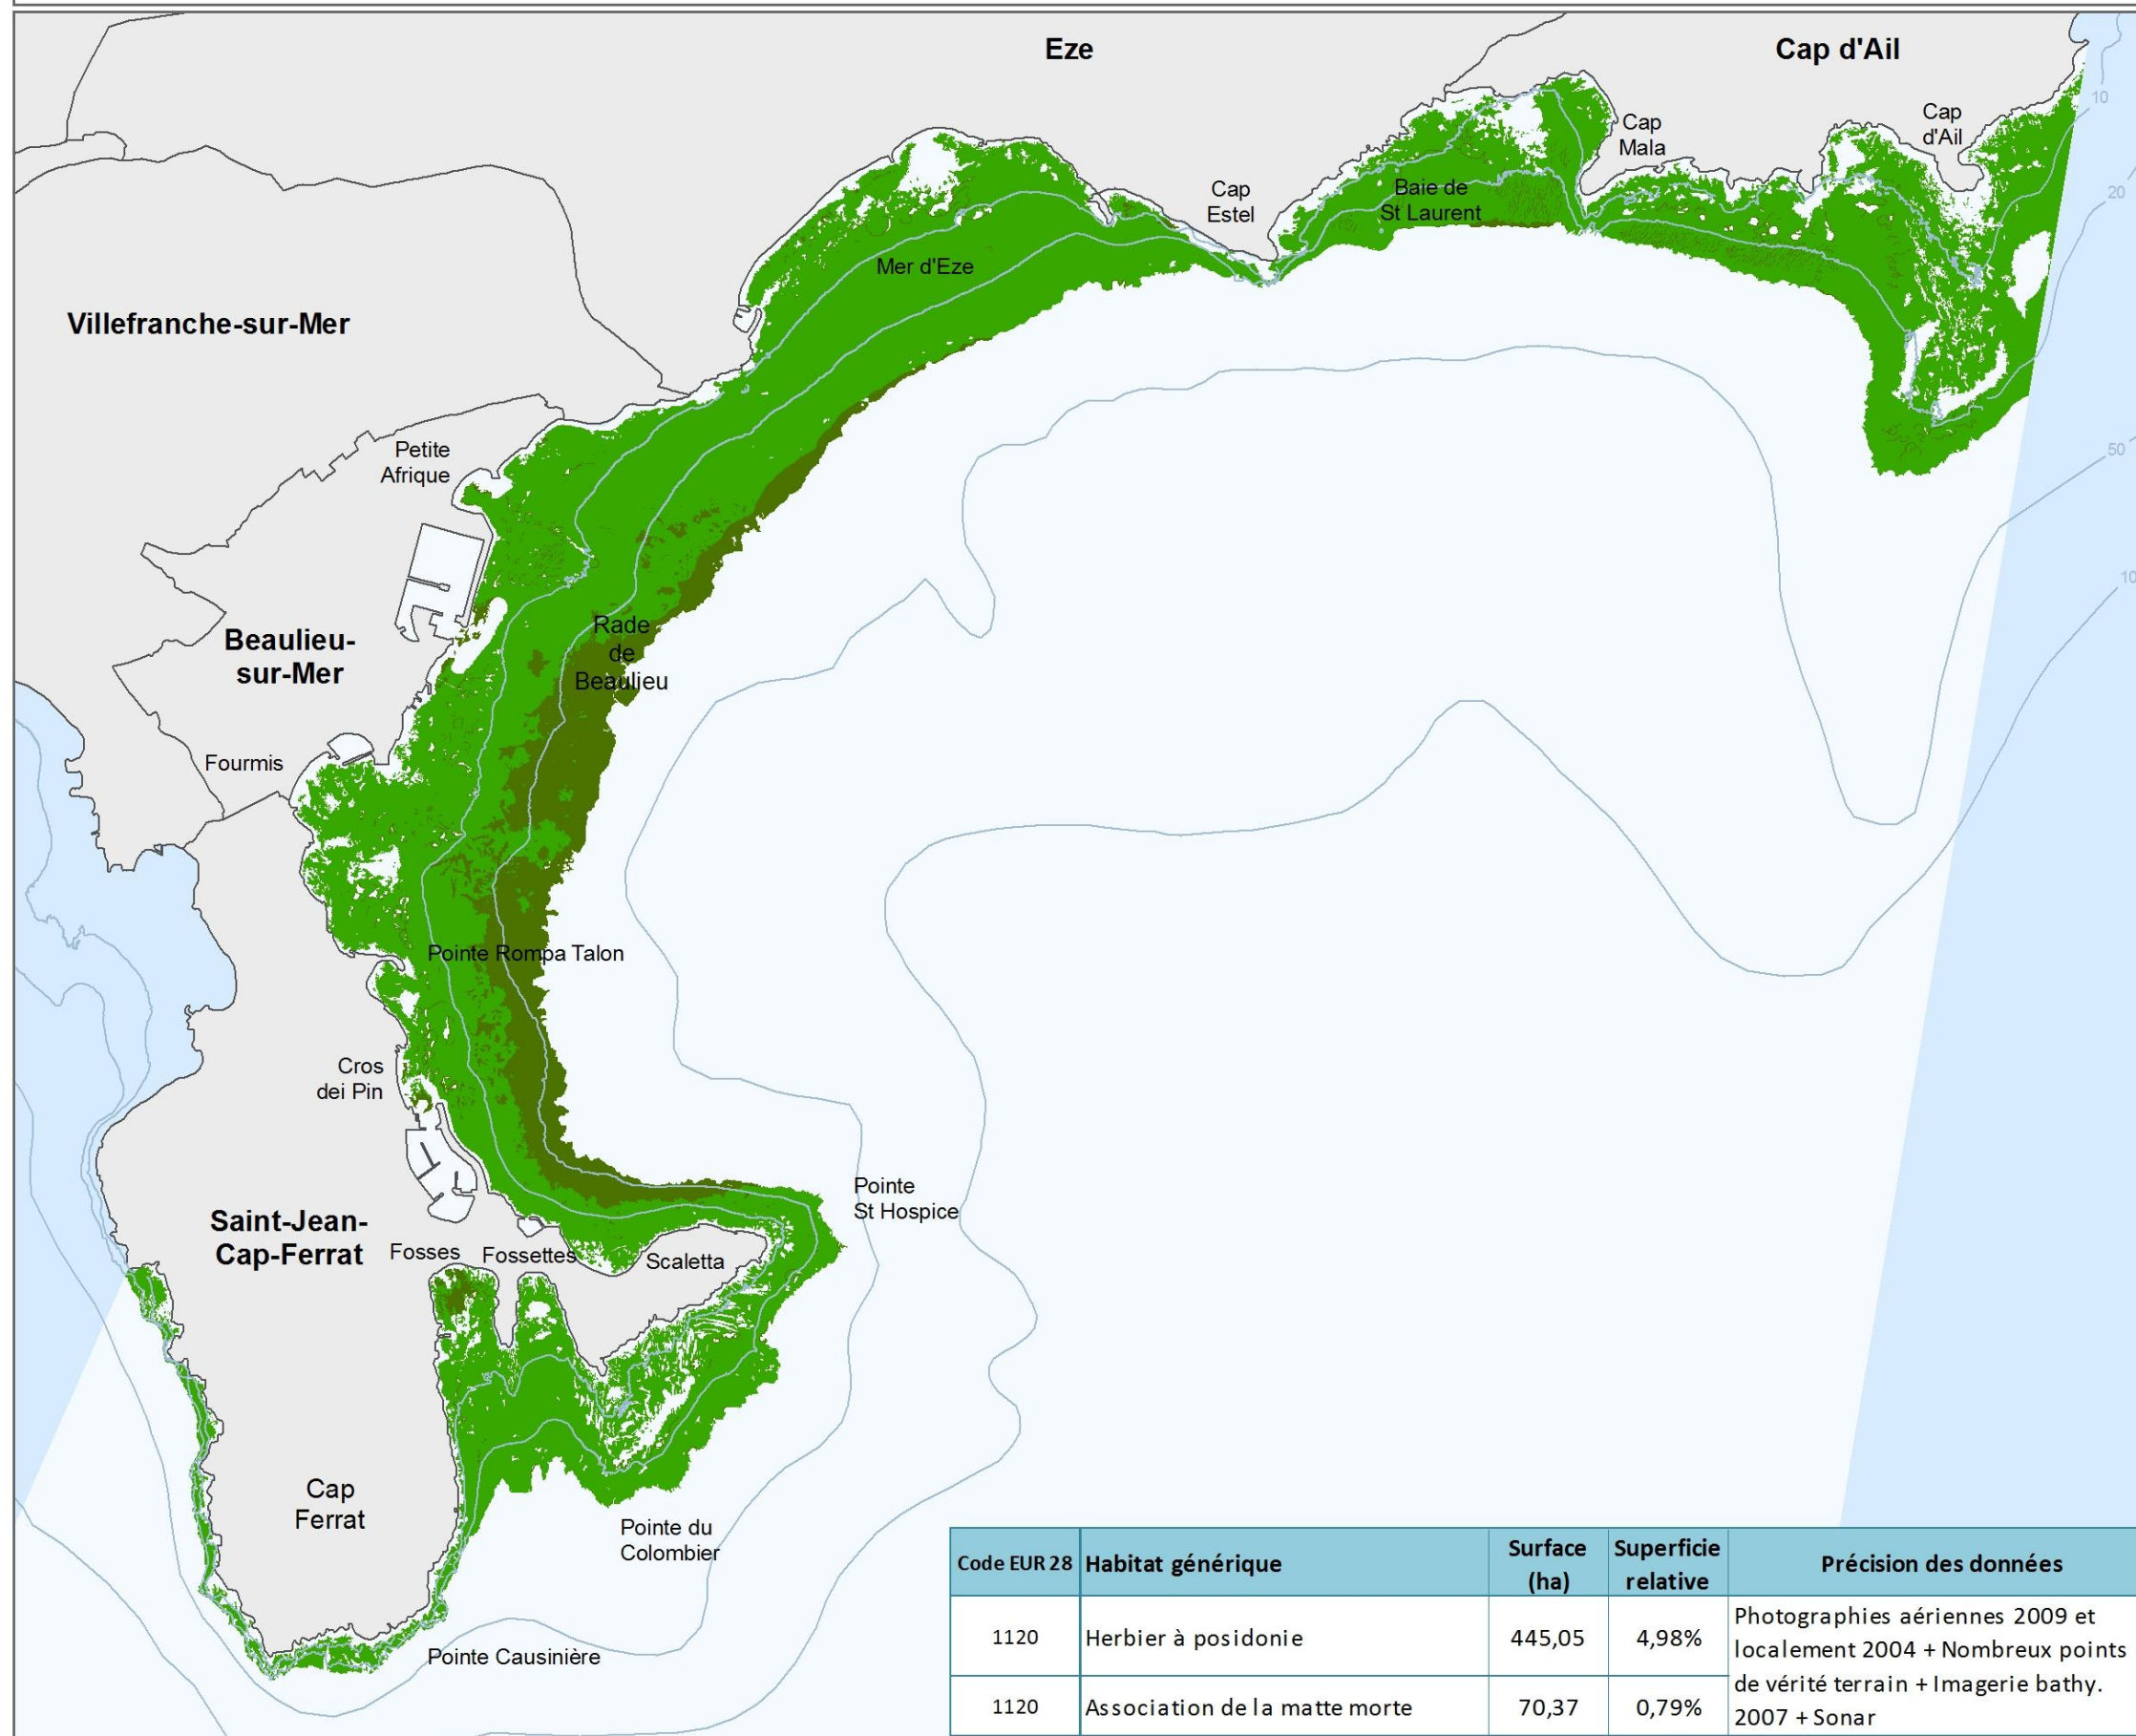 Eze
Cap d'Ail
10
Cap
d'Ail
Cap
Mala
20
Cap
Estel
Baie de
St Laurent
Mer d'Eze
Villefranche-sur-Mer
Petite
Afrique
50
10
Rade
de
Beaulieu
Beaulieu-
sur-Mer
Fourmis
Pointe Rompa Talon
Cros
dei Pin
Pointe
St Hospice
Saint-Jean-
Cap-Ferrat
Fosses
Fossettes
Scaletta
Cap
Ferrat
Pointe du
Colombier
Pointe Causinière
Code EUR 28
Habitat générique
Surface
(ha)
Superficie
relative
Précision des données
1120
Herbier à posidonie
445,05
4,98%
Photographies aériennes 2009 et
localement 2004 + Nombreux points
de vérité terrain + Imagerie bathy.
2007 + Sonar
1120
Association de la matte morte
70,37
0,79%